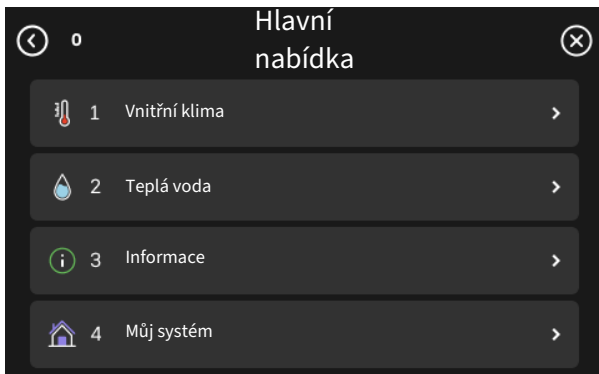 0
Hlavní
nabídka
1 Vnitřní klima
2 Teplá voda
3 Informace
4 Můj systém